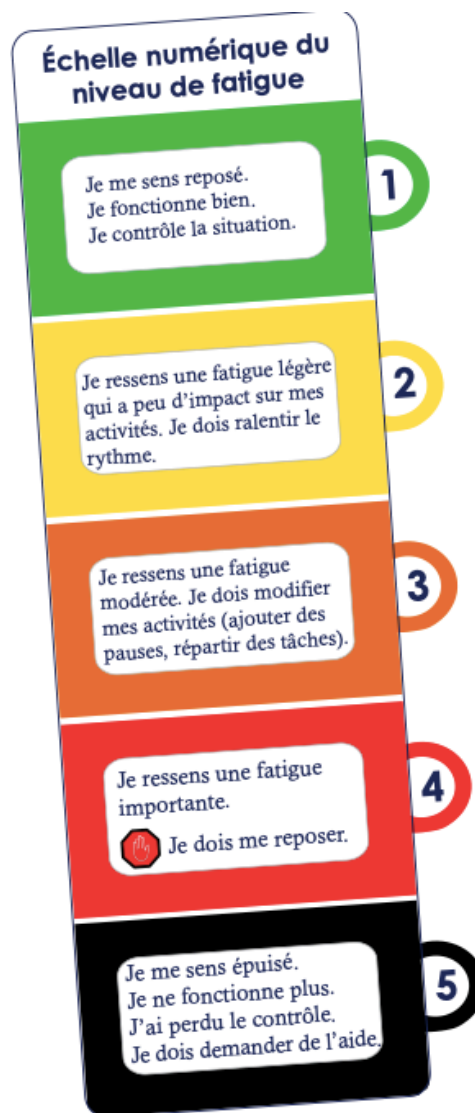 Échelle numérique du
niveau de fatigue
Je me sens reposé.
Je fonctionne bien.
Je contrôle la situation.
1
Je ressens une fatigue légère
qui a peu d'impact sur mes
activités. Je dois ralentir le
rythme.
2
Je ressens une fatigue
modérée. Je dois modifier
mes activités (ajouter des
pauses, répartir des tâches).
3
Je ressens une fatigue
importante.
Je dois me reposer.
4
Je me sens épuisé.
Je ne fonctionne plus.
J'ai perdu le contrôle.
Je dois demander de l'aide.
5